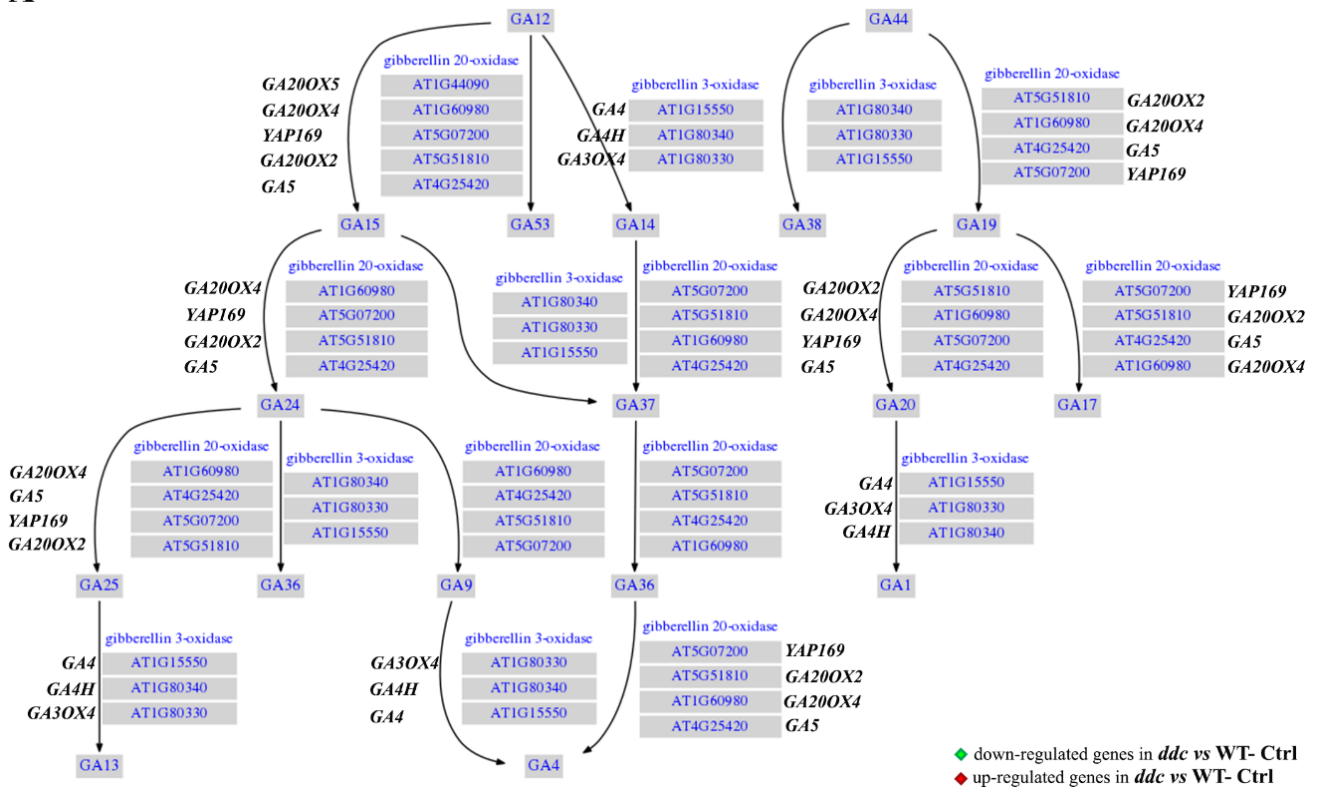 GA12
GA44
gibberellin 20-oxidase
GA20OX5 AT1G44090
GA20OX4 AT1G60980
YAP169 AT5G07200
GA20OX2 AT5G51810
GA5 AT4G25420
gibberellin 3-oxidase
GA4 AT1G15550
GA4H AT1G80340
GA3OX4 AT1G80330
gibberellin 3-oxidase
AT1G80340
AT1G80330
AT1G15550
gibberellin 20-oxidase
AT5G51810 GA20OX2
AT1G60980 GA20OX4
AT4G25420 GA5
AT5G07200 YAP169
GA15
GA53
GA14
GA38
GA19
gibberellin 20-oxidase
GA20OX4 AT1G60980
YAP169 AT5G07200
GA20OX2 AT5G51810
GA5 AT4G25420
gibberellin 3-oxidase
AT1G80340
AT1G80330
AT1G15550
gibberellin 20-oxidase
AT5G07200
AT5G51810
AT1G60980
AT4G25420
gibberellin 20-oxidase
GA20OX2 AT5G51810
GA20OX4 AT1G60980
YAP169 AT5G07200
GA5 AT4G25420
gibberellin 20-oxidase
AT5G07200 YAP169
AT5G51810 GA20OX2
AT4G25420 GA5
AT1G60980 GA20OX4
GA24
GA37
GA20
GA17
gibberellin 20-oxidase
GA20OX4 AT1G60980
GA5 AT4G25420
YAP169 AT5G07200
GA20OX2 AT5G51810
gibberellin 3-oxidase
AT1G80340
AT1G80330
AT1G15550
gibberellin 20-oxidase
AT1G60980
AT4G25420
AT5G51810
AT5G07200
gibberellin 20-oxidase
AT5G07200
AT5G51810
AT4G25420
AT1G60980
gibberellin 3-oxidase
GA4 AT1G15550
GA3OX4 AT1G80330
GA4H AT1G80340
GA25
GA36
GA9
GA36
GA1
gibberellin 3-oxidase
GA4 AT1G15550
GA4H AT1G80340
GA3OX4 AT1G80330
gibberellin 3-oxidase
GA3OX4 AT1G80330
GA4H AT1G80340
GA4 AT1G15550
gibberellin 20-oxidase
AT5G07200 YAP169
AT5G51810 GA20OX2
AT1G60980 GA20OX4
AT4G25420 GA5
GA13
GA4
down-regulated genes in ddc vs WT- Ctrl
up-regulated genes in ddc vs WT- Ctrl